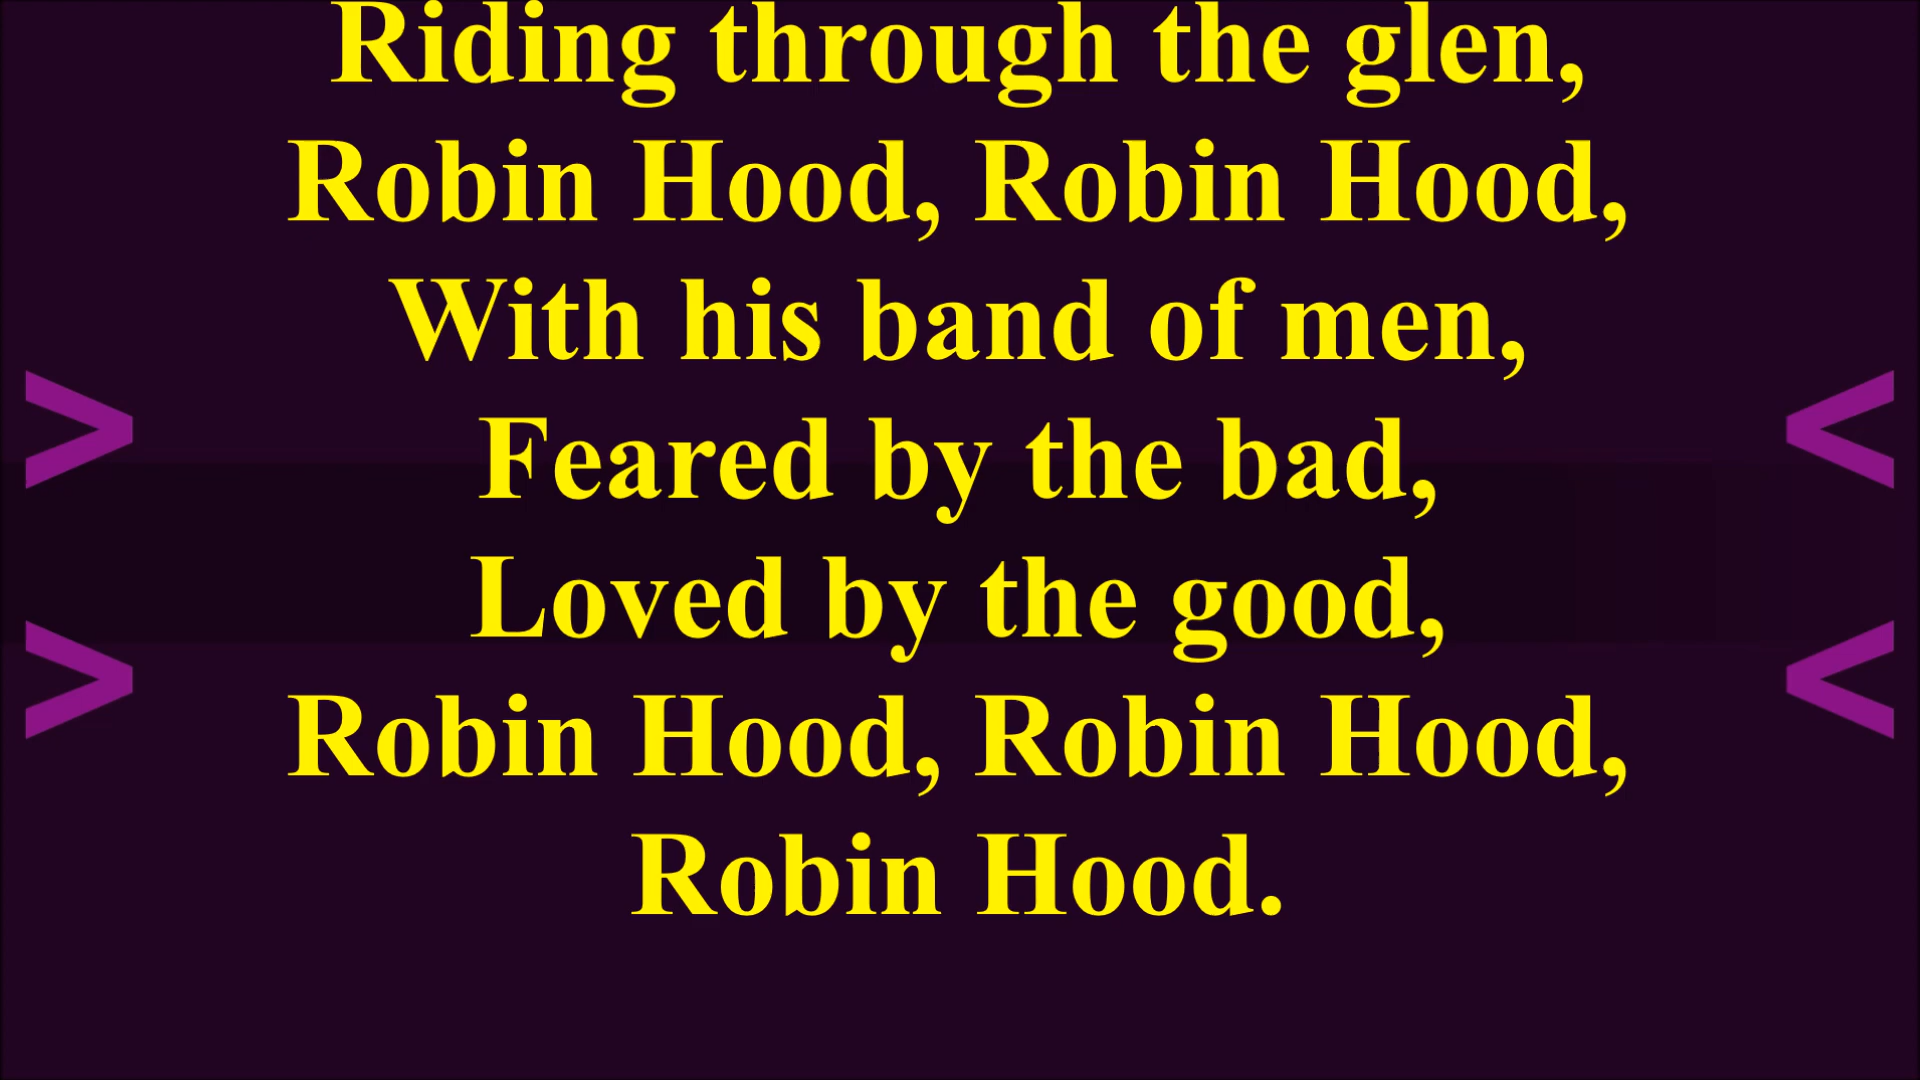 Riding through the glen,
Robin Hood, Robin Hood,
With his band of men,
> <
Feared by the bad,
Loved by the good,
> <
Robin Hood, Robin Hood,
Robin Hood.